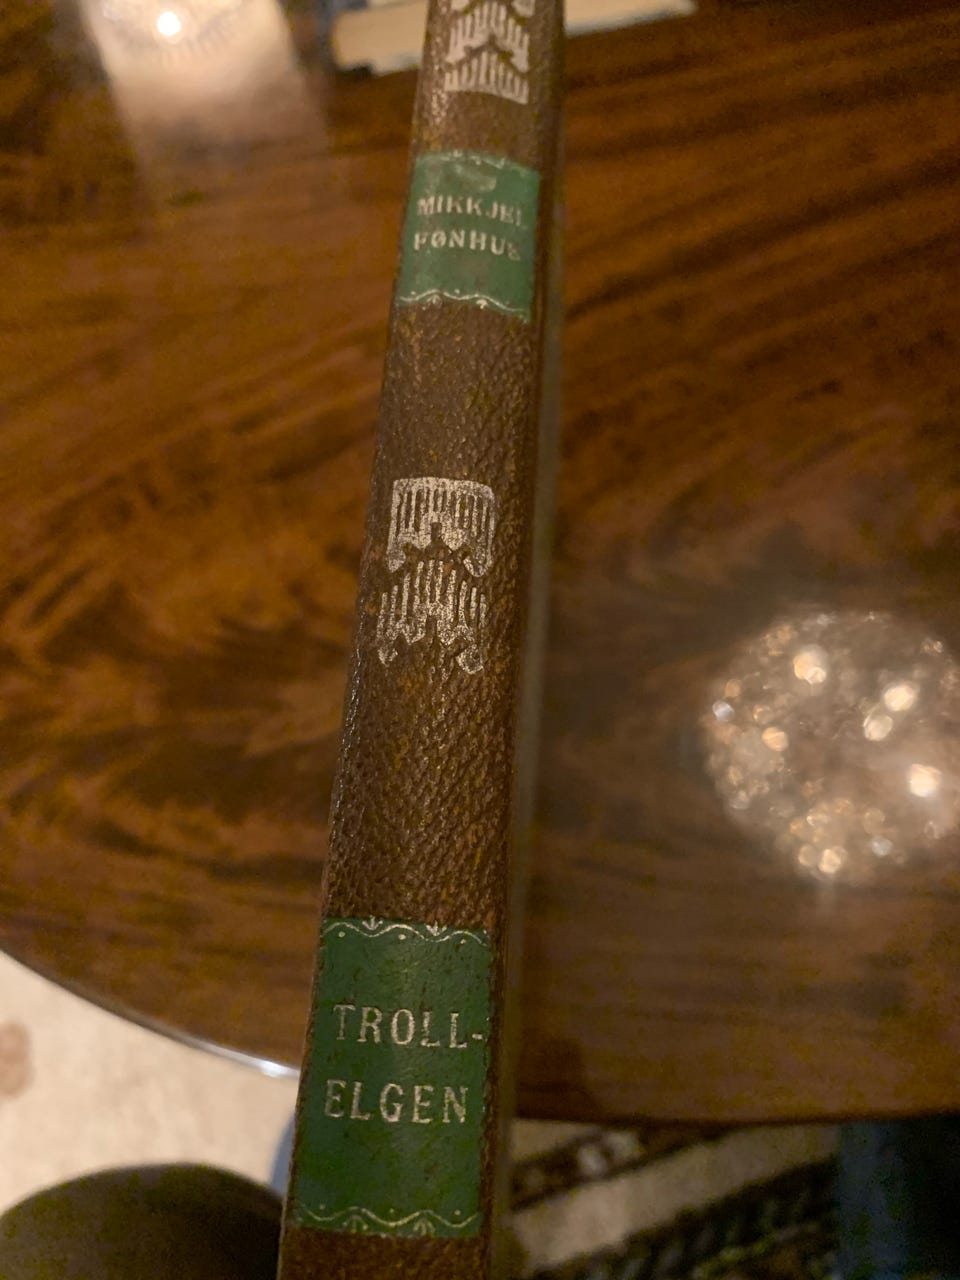 MIKKJEL
FØNHUS
TROLL-
ELGEN